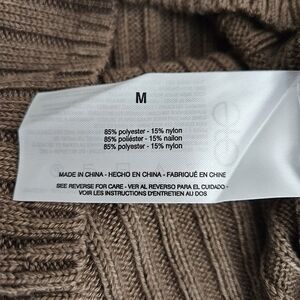 M
85% polyester - 15% nylon
85% poliéster - 15% nailon
85% polyester - 15% nylon
MADE IN CHINA - HECHO EN CHINA - FABRIQUÉ EN CHINE
SEE REVERSE FOR CARE - VER AL REVERSO PARA EL CUIDADO -
VOIR LES INSTRUCTIONS D'ENTRETIEN AU DOS